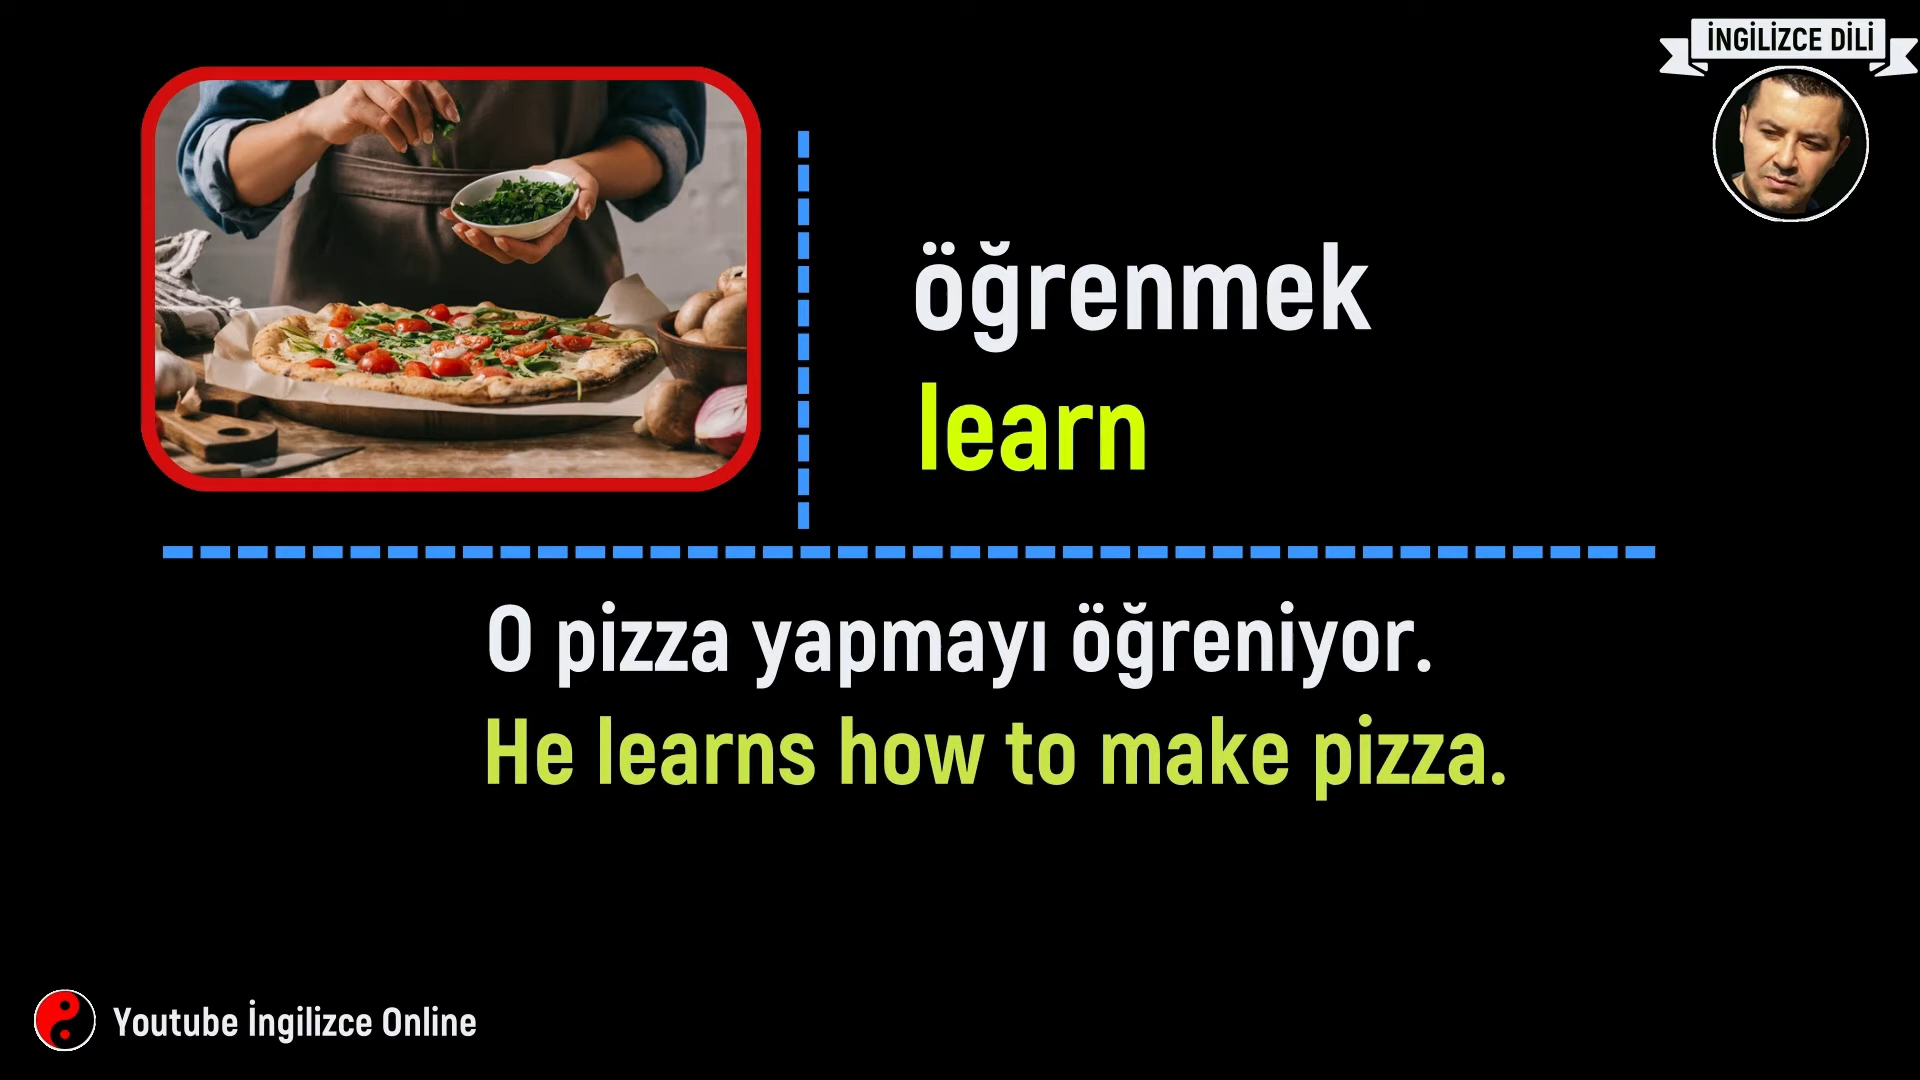 İNGİLİZCE DİLİ
öğrenmek
learn
O pizza yapmayı öğreniyor.
He learns how to make pizza.
Youtube İngilizce Online